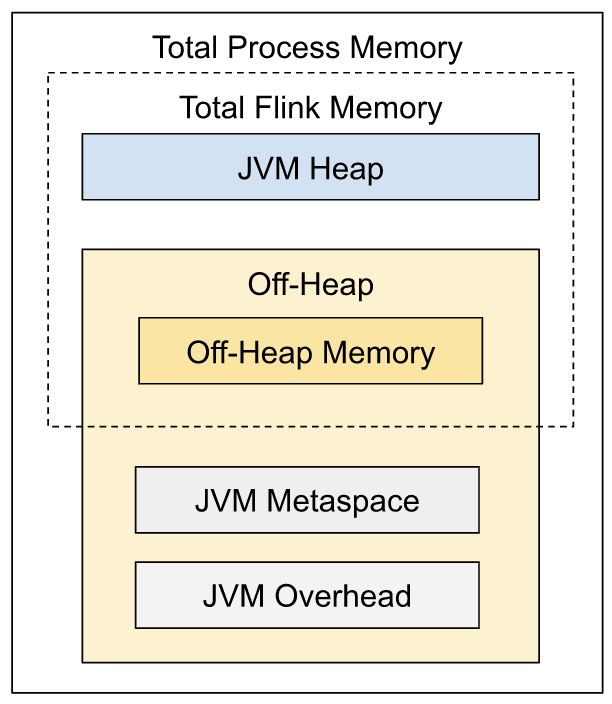 Total Process Memory
Total Flink Memory
JVM Heap
Off-Heap
Off-Heap Memory
JVM Metaspace
JVM Overhead